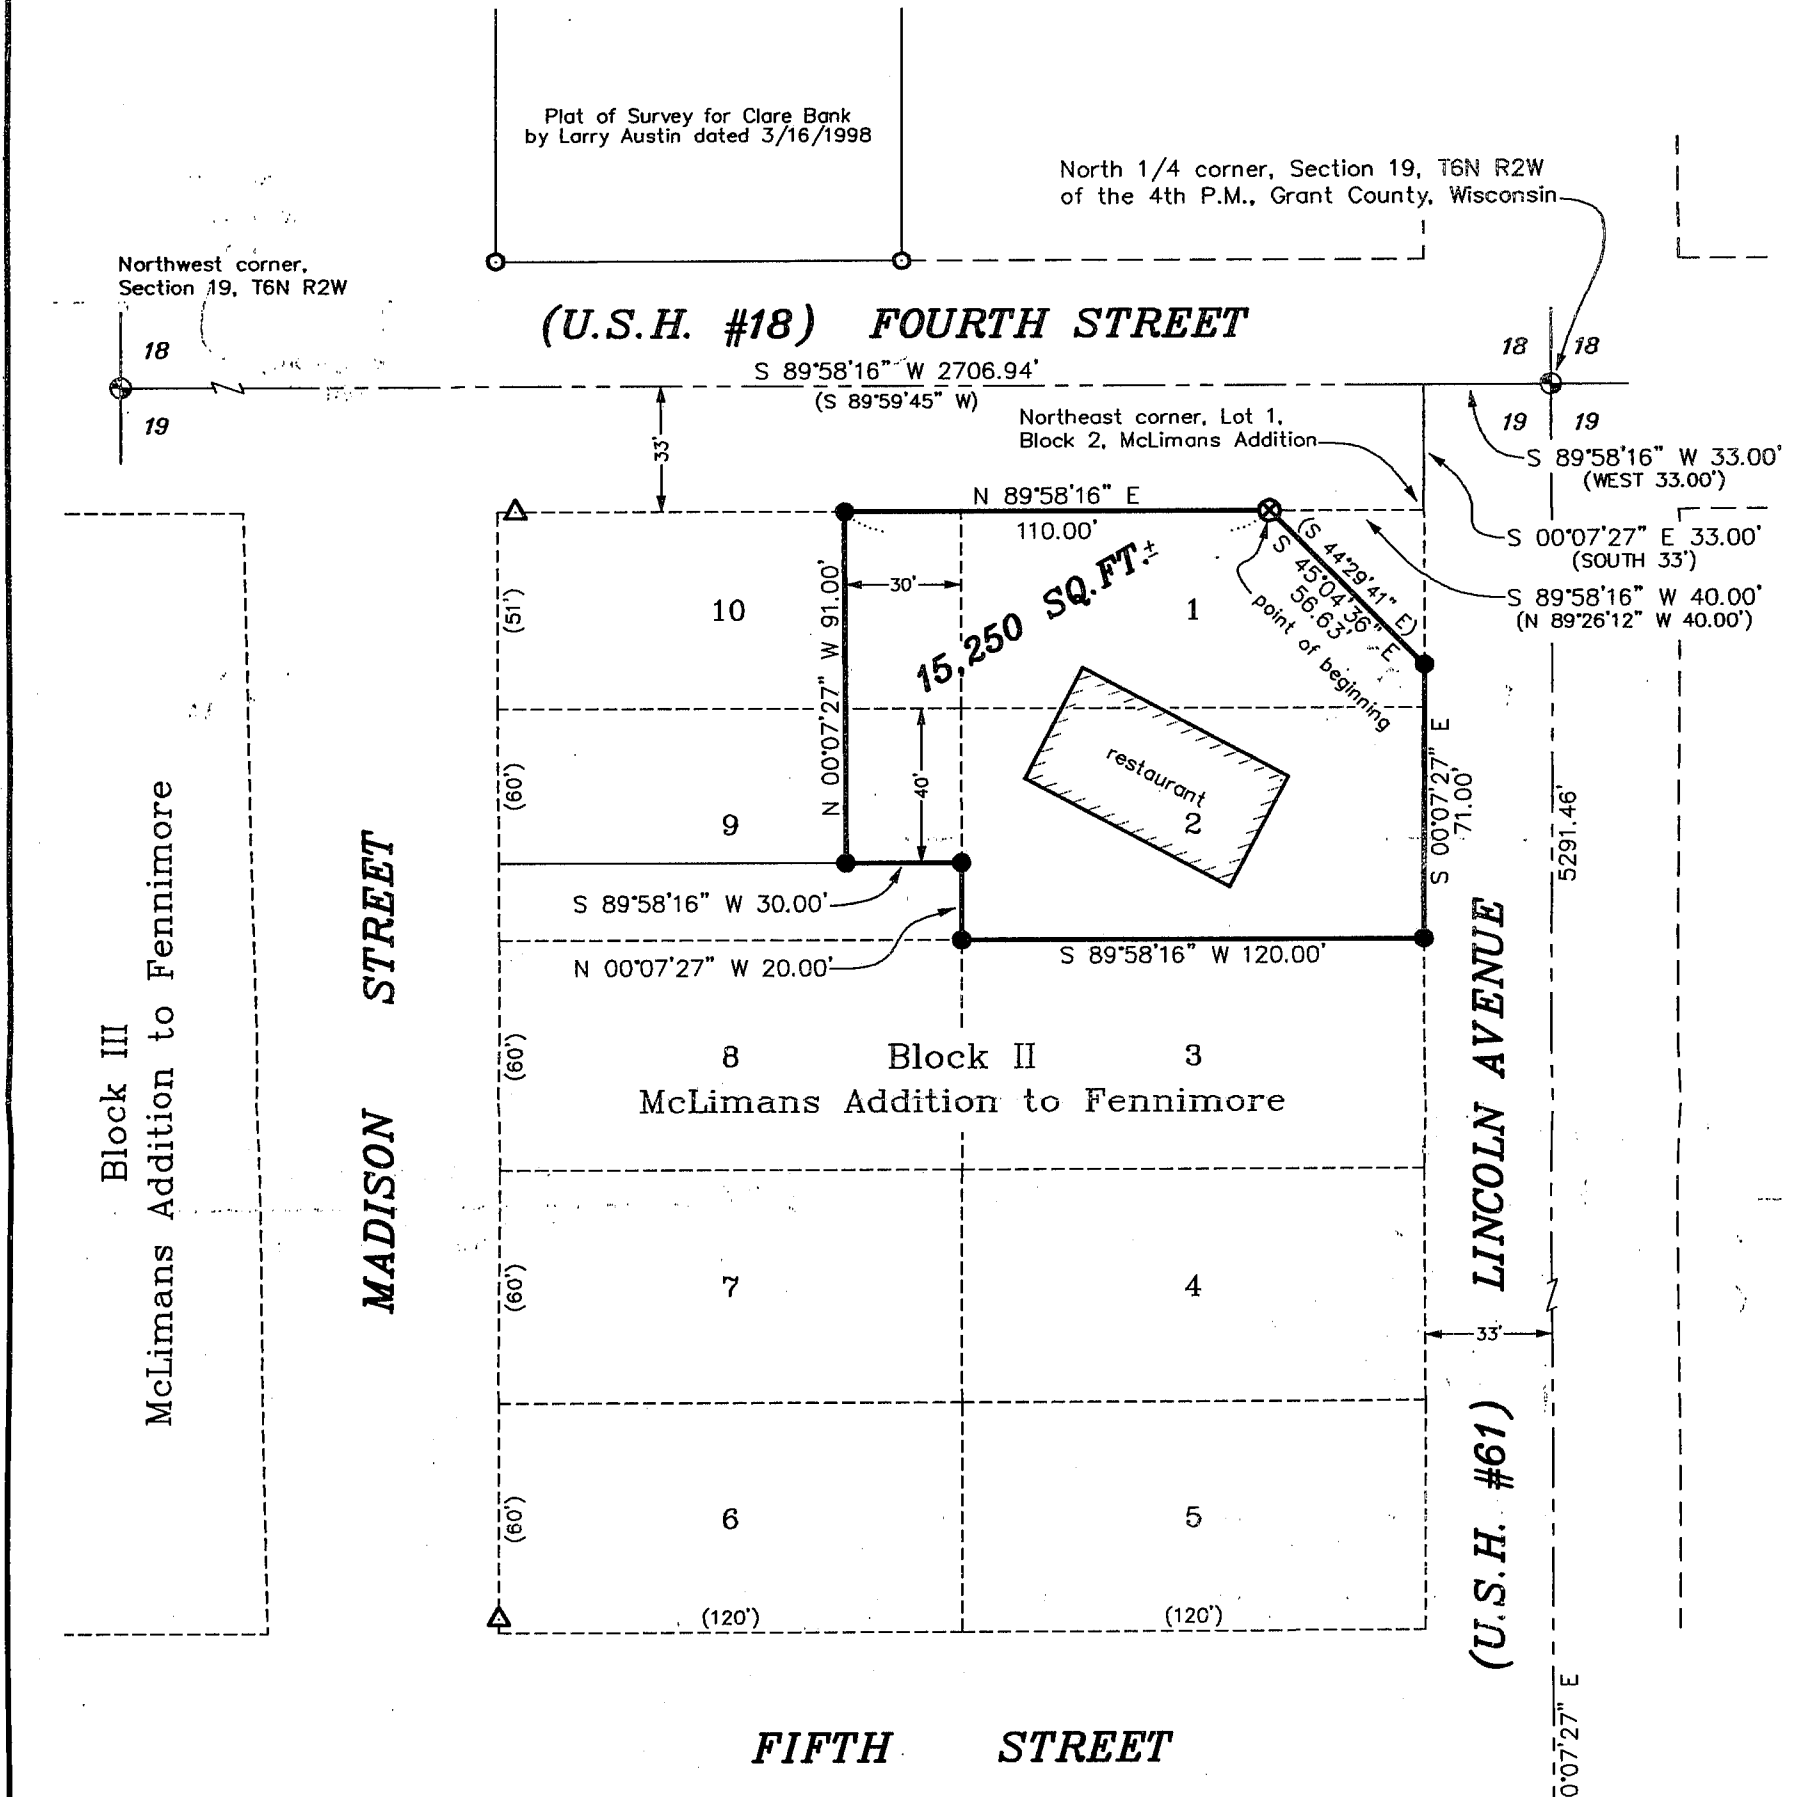 Plat of Survey for Clare Bank
by Larry Austin dated 3/16/1998
North 1/4 corner, Section 19, T6N R2W
of the 4th P.M., Grant County, Wisconsin
Northwest corner,
Section 19, T6N R2W
(U.S.H. #18) FOURTH STREET
18
18
18
S 89°58'16" W 2706.94'
(S 89°59'45" W)
19
19
19
33'
Northeast corner, Lot 1,
Block 2, McLimans Addition
S 89°58'16" W 33.00'
(WEST 33.00')
N 89°58'16" E
110.00'
S 00°07'27" E 33.00'
(SOUTH 33')
S 89°58'16" W 40.00'
(N 89°26'12" W 40.00')
(S 44°29'41" E)
S 45°04'36" E
56.63'
point of beginning
(51')
10
N 00°07'27" W 91.00'
30'
15,250 SQ.FT.±
1
(60')
9
40'
restaurant
2
S 00°07'27" E
71.00'
5291.46'
S 89°58'16" W 30.00'
N 00°07'27" W 20.00'
S 89°58'16" W 120.00'
Block III
McLimans Addition to Fennimore
MADISON STREET
(60')
8
Block II
3
McLimans Addition to Fennimore
LINCOLN AVENUE
(60')
7
4
33'
(U.S.H. #61)
(60')
6
5
(120')
(120')
FIFTH STREET
0°07'27" E